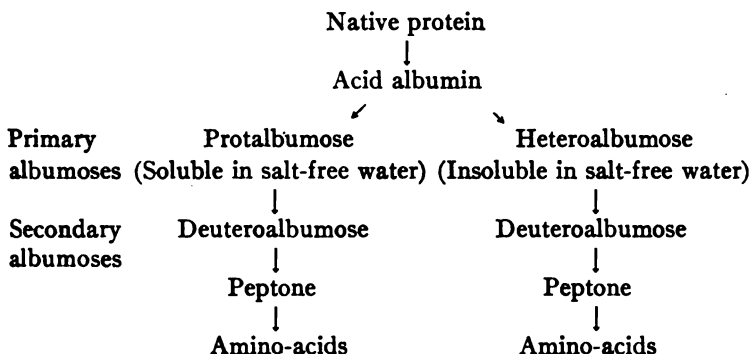 Native protein
Acid albumin
Primary Protalbumose Heteroalbumose
albumoses (Soluble in salt-free water) (Insoluble in salt-free water)
Secondary Deuteroalbumose Deuteroalbumose
albumoses
Peptone Peptone
Amino-acids Amino-acids